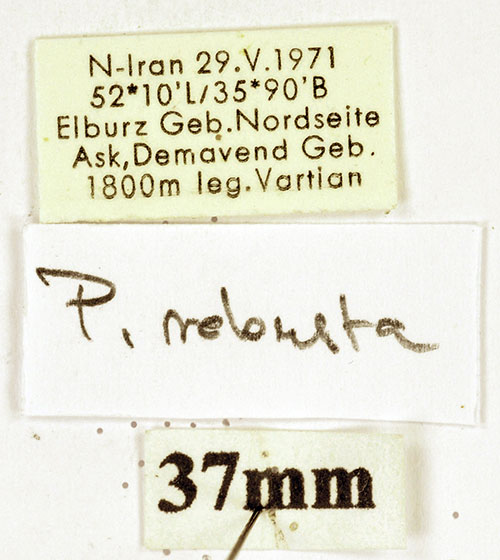 N-Iran 29.V.1971
52*10'L/35*90'B
Elburz Geb.Nordseite
Ask,Demavend Geb.
1800m leg.Vartian
P. robusta
37mm